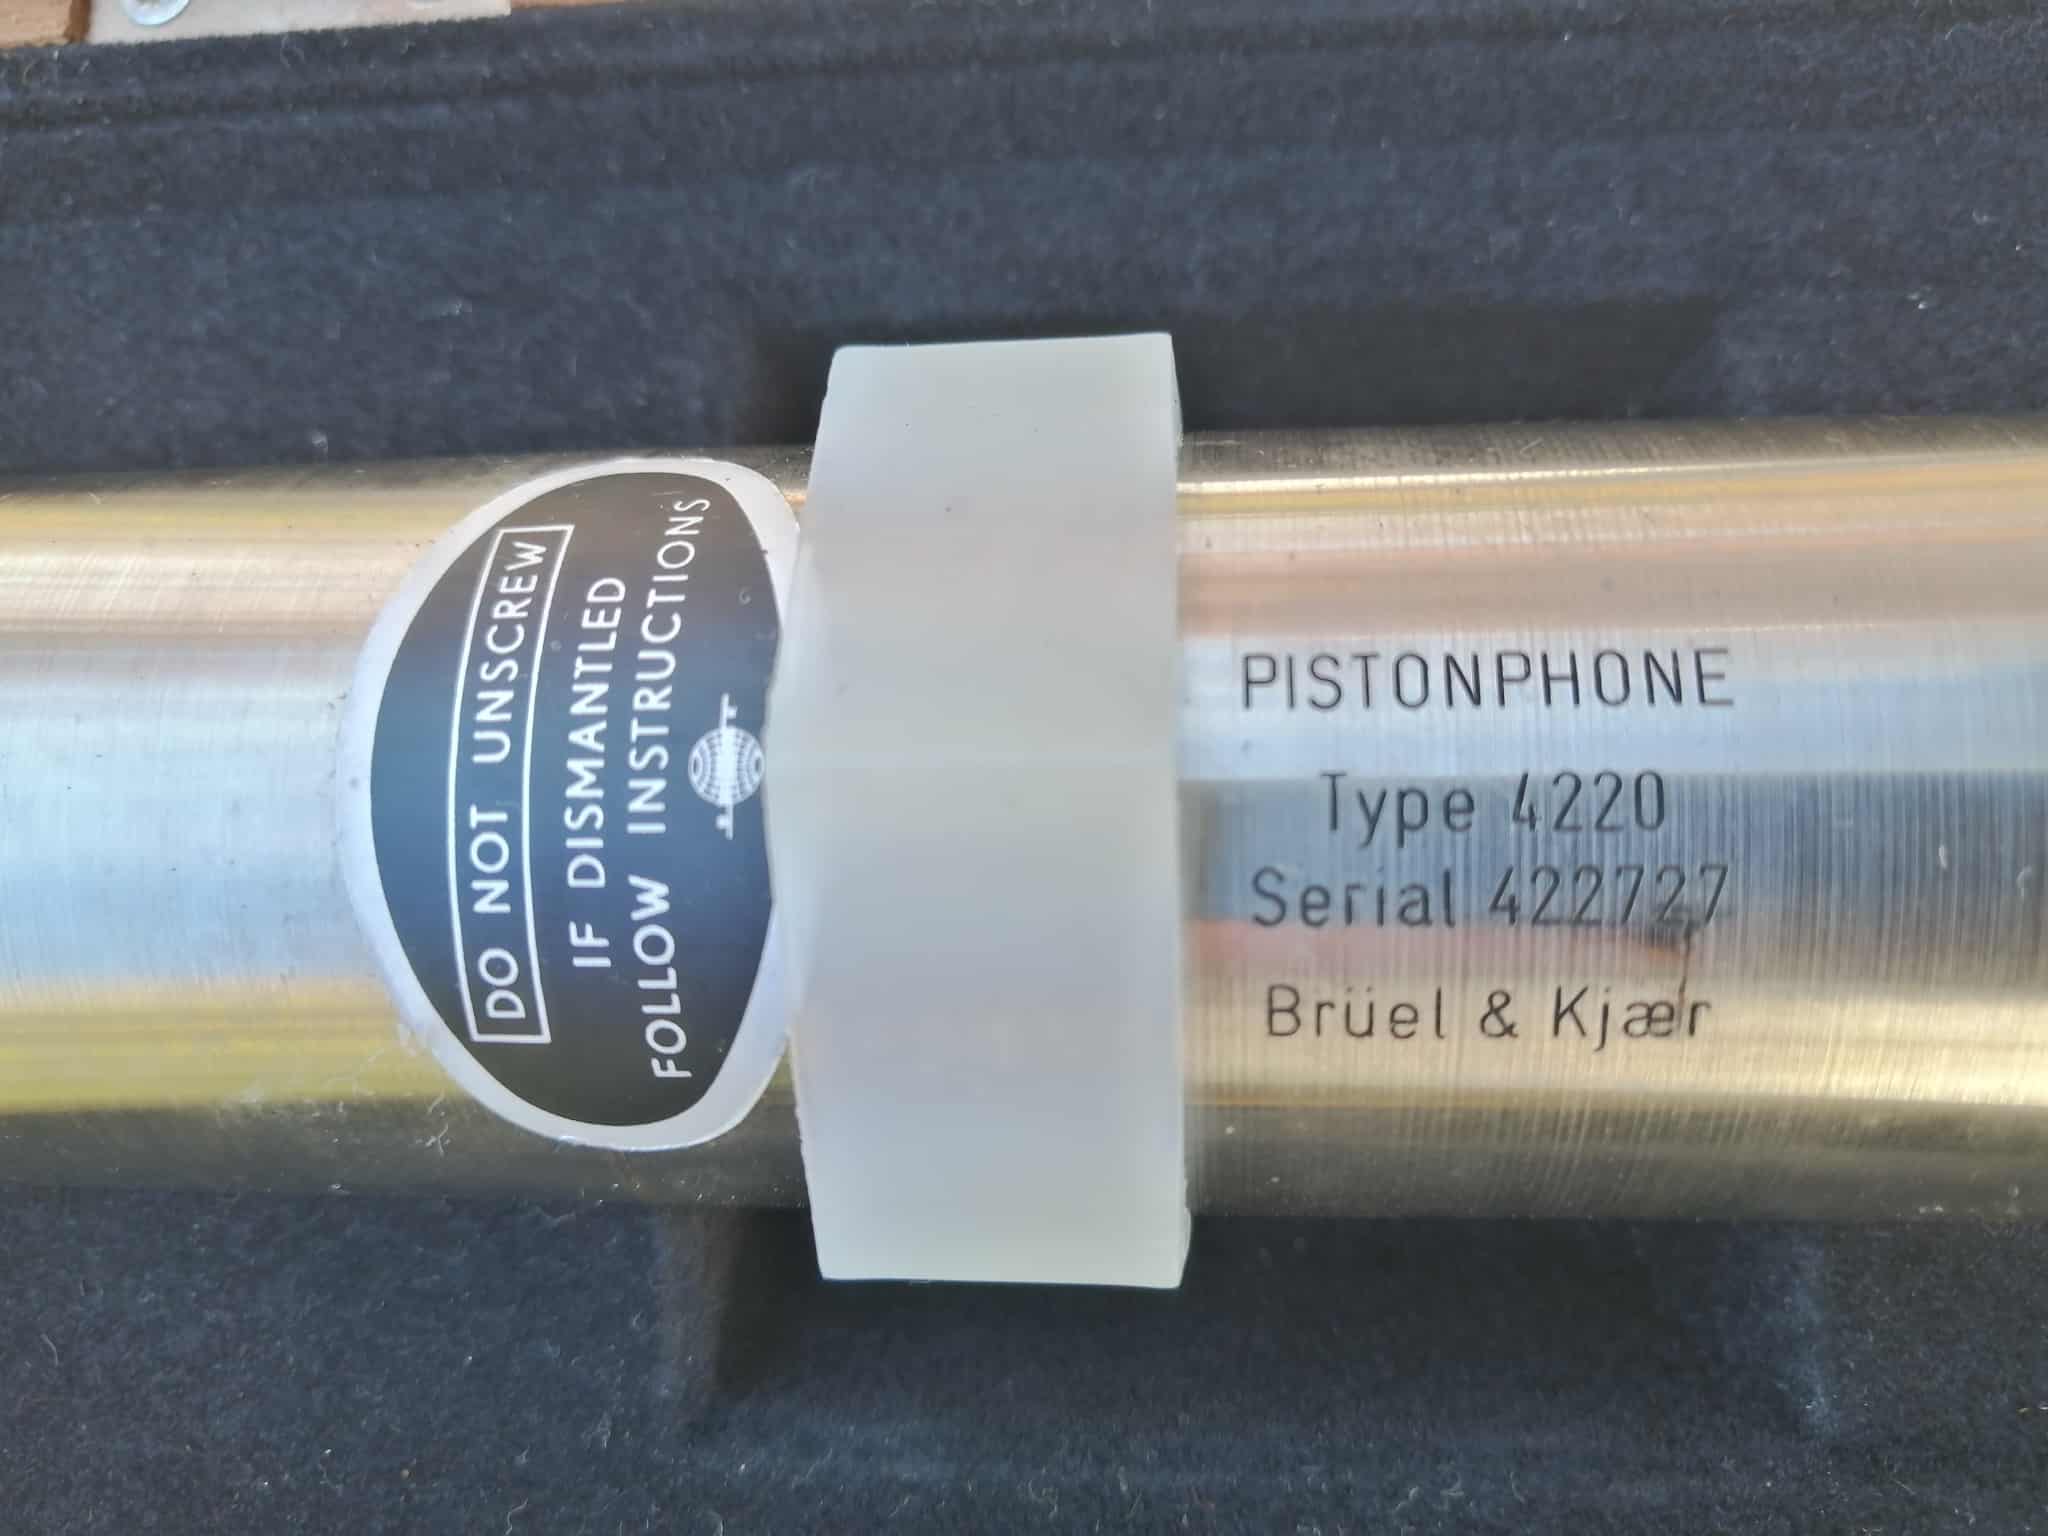 DO NOT UNSCREW
IF DISMANTLED
FOLLOW INSTRUCTIONS
PISTONPHONE
Type 4220
Serial 422727
Brüel & Kjær